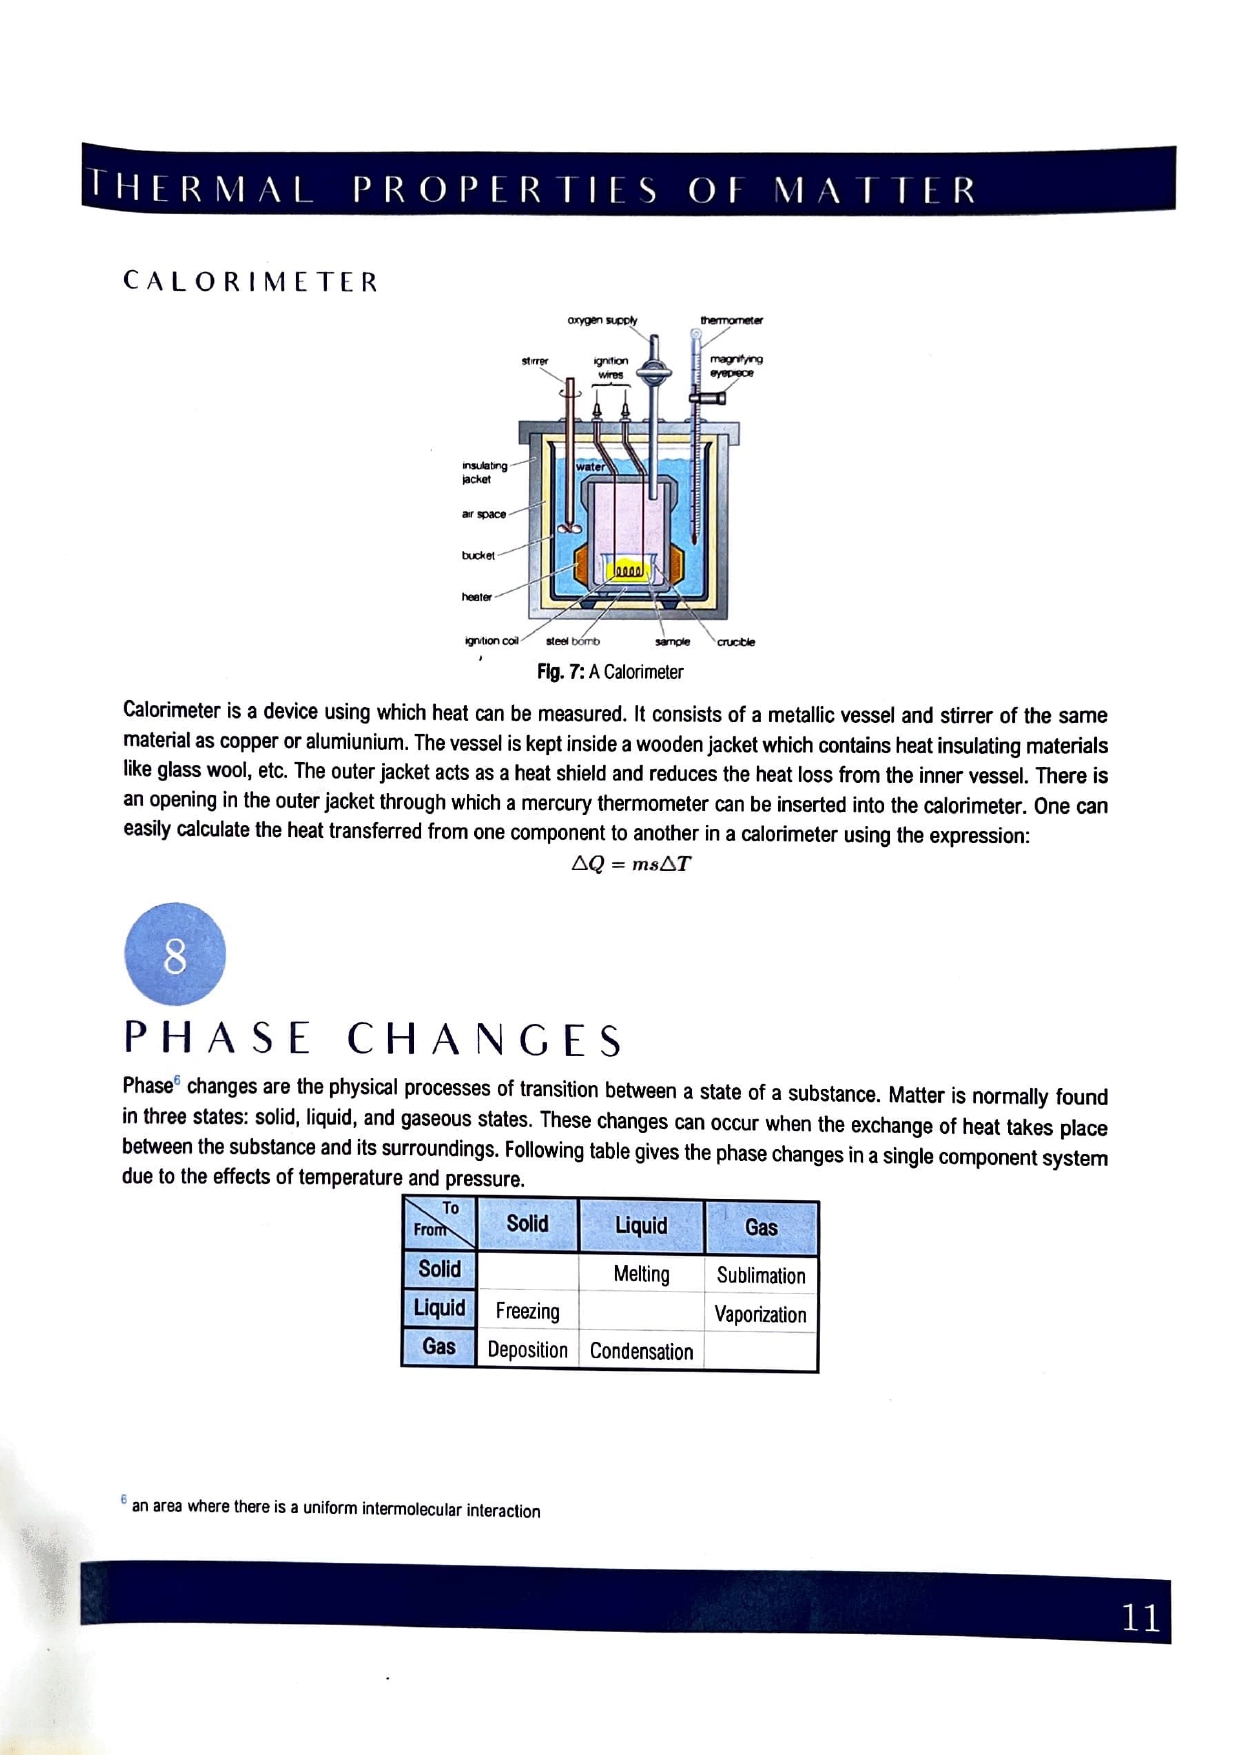 THERMAL PROPERTIES OF MATTER
CALORIMETER
oxygen supply
thermometer
stirrer
ignition
wires
magnifying
eyepiece
insulating
jacket
water
air space
bucket
heater
ignition coil
steel bomb
sample
crucible
Fig. 7: A Calorimeter
Calorimeter is a device using which heat can be measured. It consists of a metallic vessel and stirrer of the same
material as copper or alumiunium. The vessel is kept inside a wooden jacket which contains heat insulating materials
like glass wool, etc. The outer jacket acts as a heat shield and reduces the heat loss from the inner vessel. There is
an opening in the outer jacket through which a mercury thermometer can be inserted into the calorimeter. One can
easily calculate the heat transferred from one component to another in a calorimeter using the expression:
△Q = ms△T
8
PHASE CHANGES
Phase⁶ changes are the physical processes of transition between a state of a substance. Matter is normally found
in three states: solid, liquid, and gaseous states. These changes can occur when the exchange of heat takes place
between the substance and its surroundings. Following table gives the phase changes in a single component system
due to the effects of temperature and pressure.
To
From
Solid Liquid Gas
Solid Melting Sublimation
Liquid Freezing Vaporization
Gas Deposition Condensation
⁶ an area where there is a uniform intermolecular interaction
11